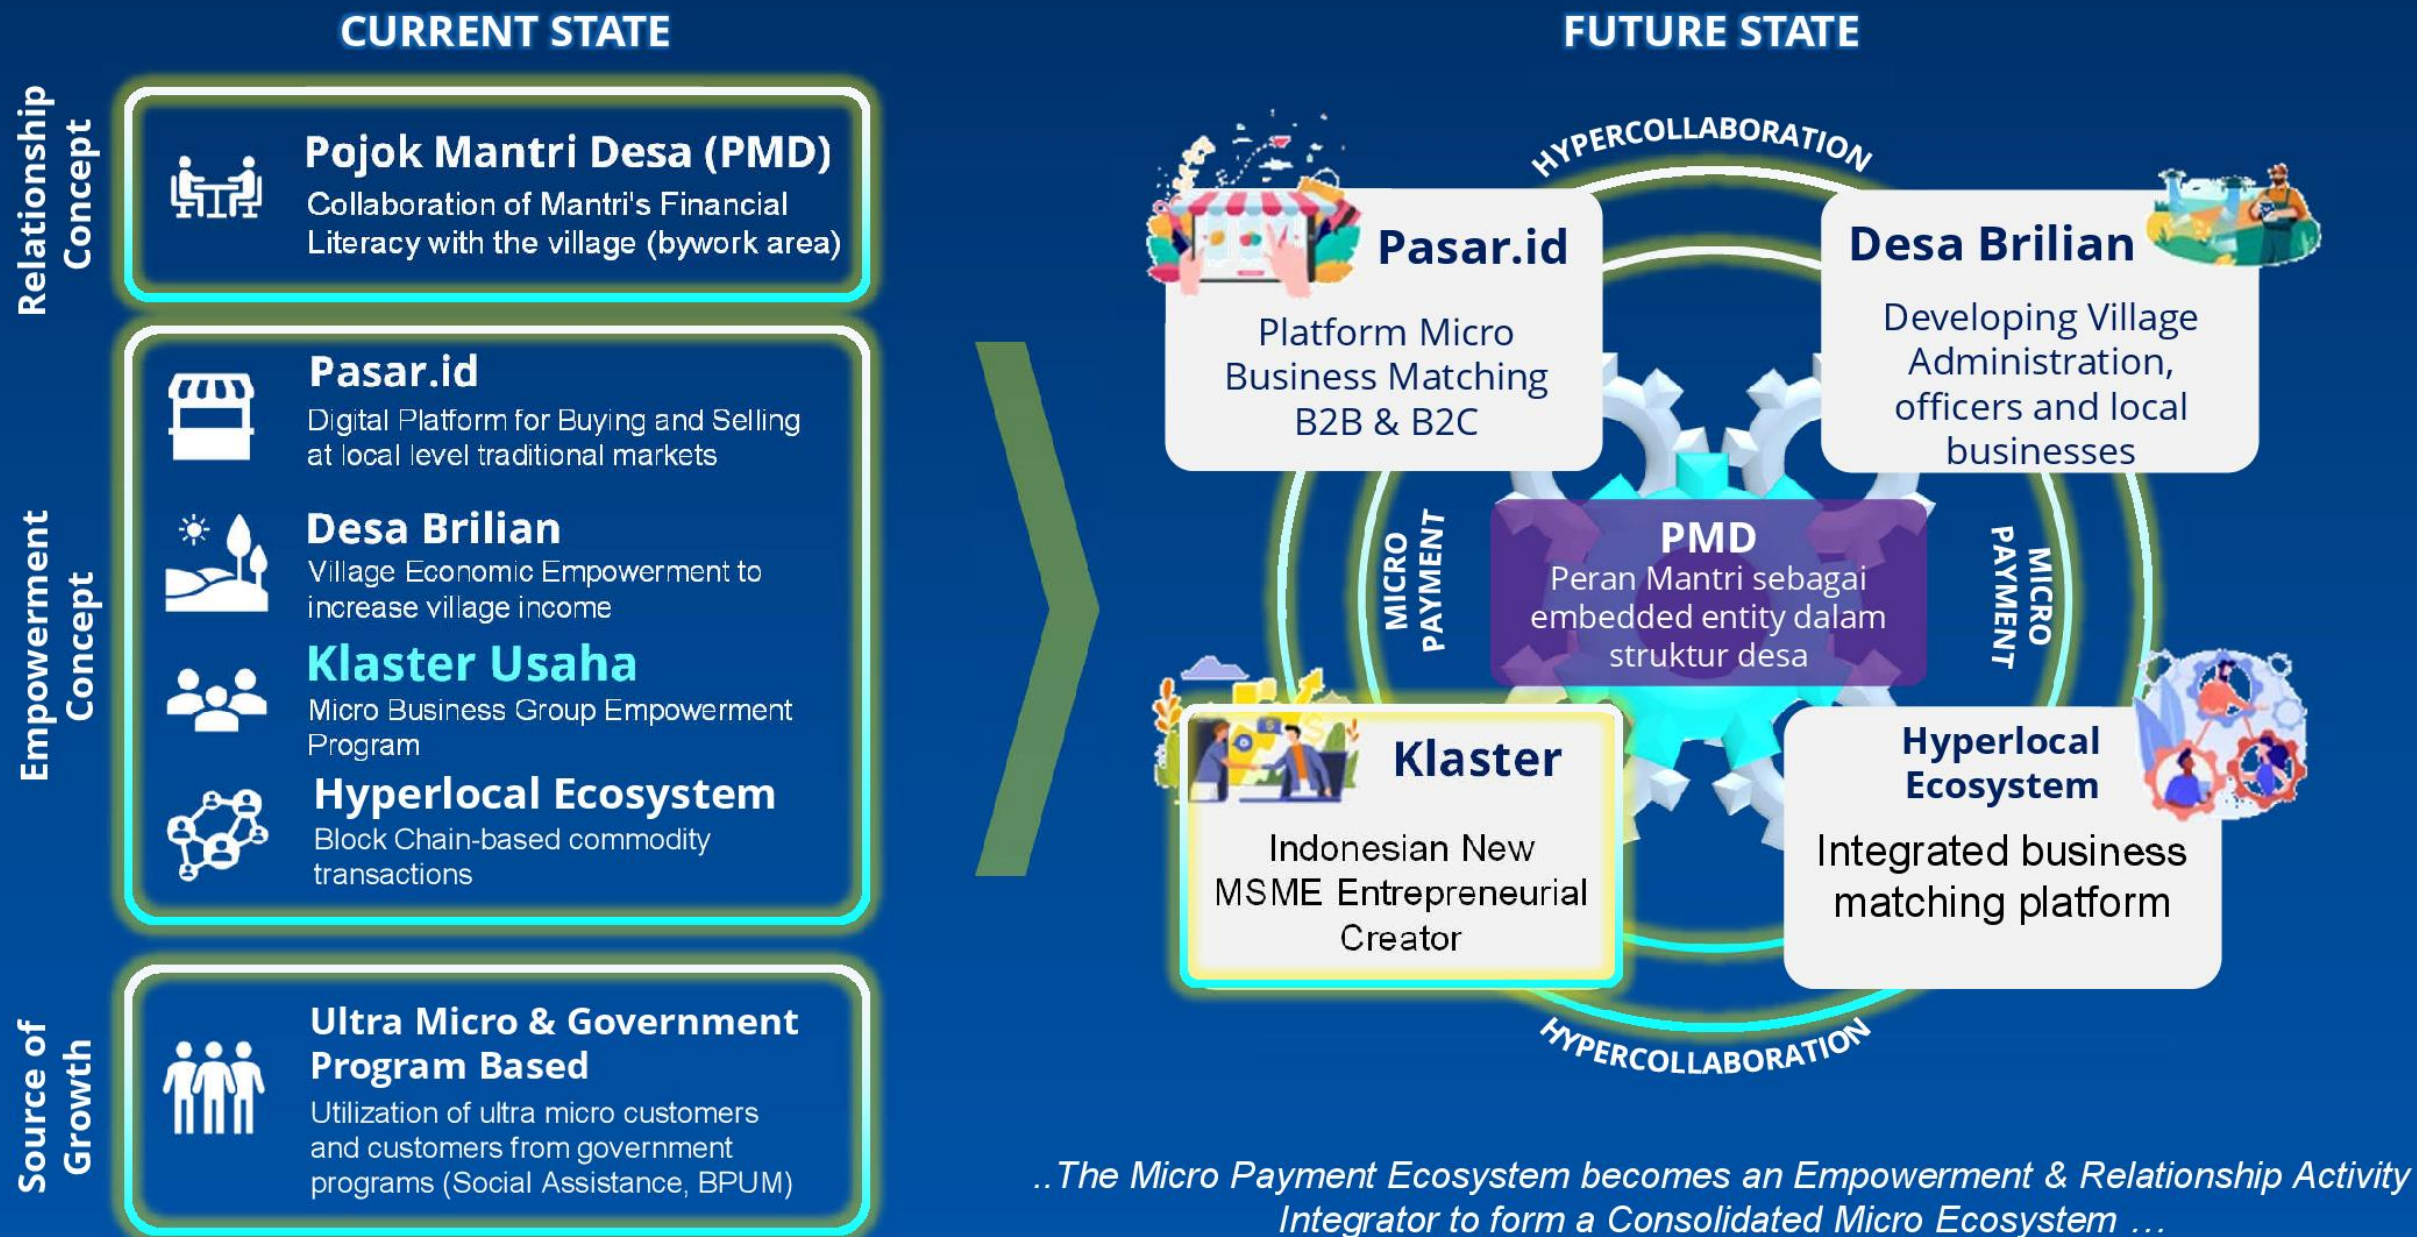 CURRENT STATE
Relationship
Concept
Pojok Mantri Desa (PMD)
Collaboration of Mantri's Financial
Literacy with the village (bywork area)
Empowerment
Concept
Pasar.id
Digital Platform for Buying and Selling
at local level traditional markets
Desa Brilian
Village Economic Empowerment to
increase village income
Klaster Usaha
Micro Business Group Empowerment
Program
Hyperlocal Ecosystem
Block Chain-based commodity
transactions
Source of
Growth
Ultra Micro & Government
Program Based
Utilization of ultra micro customers
and customers from government
programs (Social Assistance, BPUM)
FUTURE STATE
HYPERCOLLABORATION
Pasar.id
Platform Micro
Business Matching
B2B & B2C
Desa Brilian
Developing Village
Administration,
officers and local
businesses
MICRO
PAYMENT
PMD
Peran Mantri sebagai
embedded entity dalam
struktur desa
MICRO
PAYMENT
Klaster
Indonesian New
MSME Entrepreneurial
Creator
Hyperlocal
Ecosystem
Integrated business
matching platform
HYPERCOLLABORATION
..The Micro Payment Ecosystem becomes an Empowerment & Relationship Activity
Integrator to form a Consolidated Micro Ecosystem ...